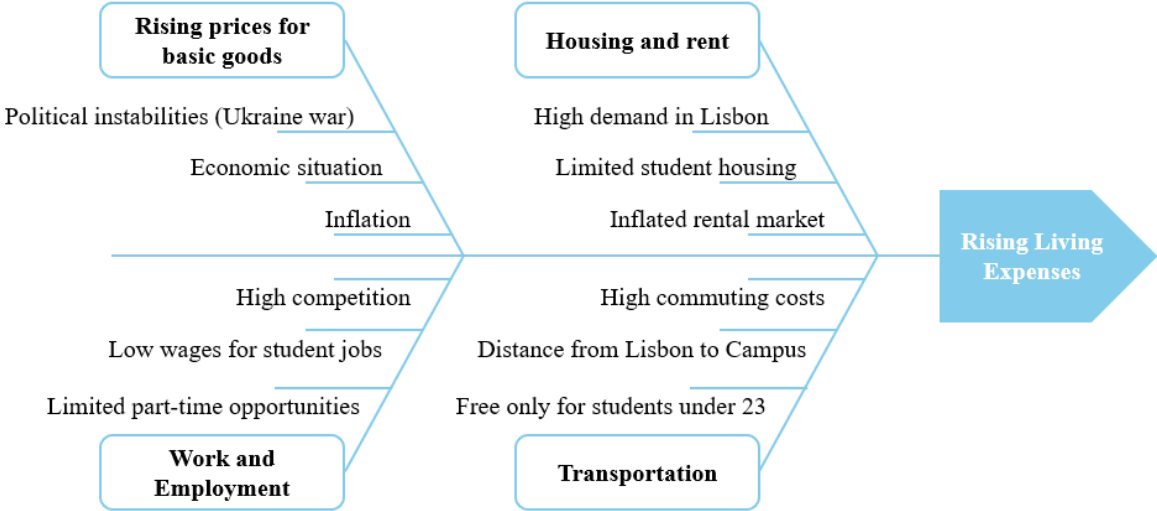 Rising prices for
basic goods
Political instabilities (Ukraine war)
Economic situation
Inflation
Housing and rent
High demand in Lisbon
Limited student housing
Inflated rental market
Rising Living
Expenses
High competition
Low wages for student jobs
Limited part-time opportunities
Work and
Employment
High commuting costs
Distance from Lisbon to Campus
Free only for students under 23
Transportation